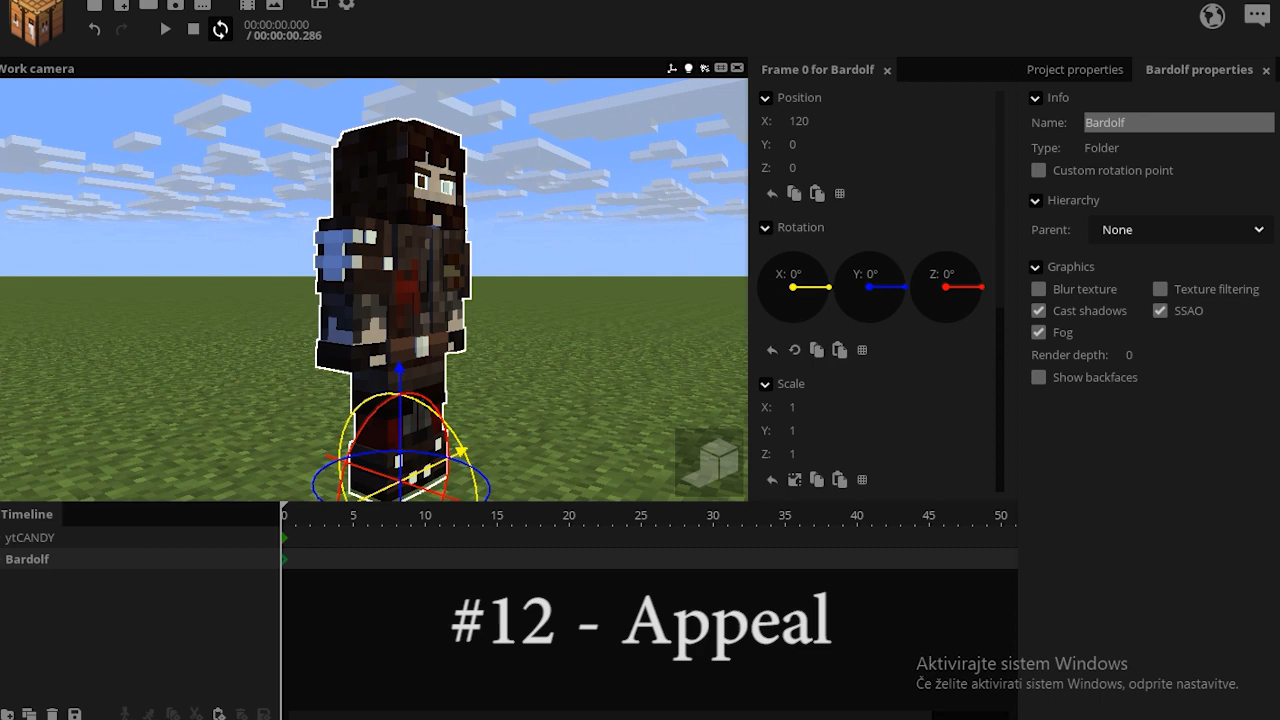 00:00:00.000
/ 00:00:00.286
Work camera
Frame 0 for Bardolf
Project properties
Bardolf properties
Position
X: 120
Y: 0
Z: 0
Rotation
X: 0°
Y: 0°
Z: 0°
Scale
X: 1
Y: 1
Z: 1
Info
Name: Bardolf
Type: Folder
Custom rotation point
Hierarchy
Parent: None
Graphics
Blur texture
Texture filtering
Cast shadows
SSAO
Fog
Render depth: 0
Show backfaces
Timeline
0 5 10 15 20 25 30 35 40 45 50
ytCANDY
Bardolf
#12 - Appeal
Aktivirajte sistem Windows
Če želite aktivirati sistem Windows, odprite nastavitve.